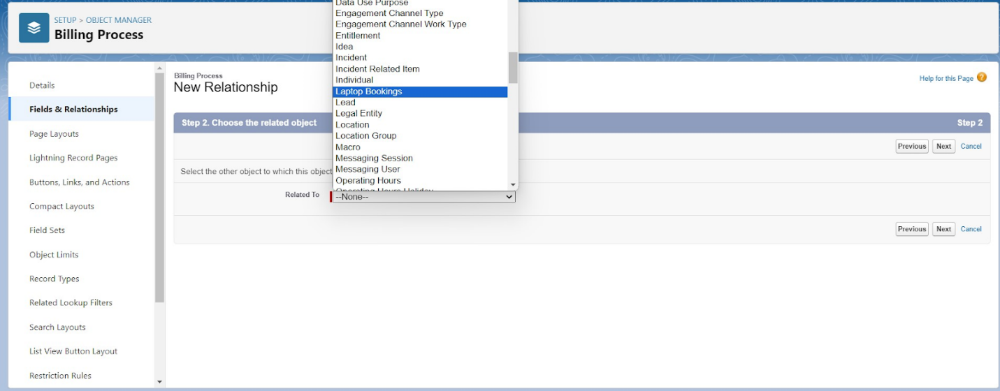 SETUP > OBJECT MANAGER
Billing Process
Details
Fields & Relationships
Page Layouts
Lightning Record Pages
Buttons, Links, and Actions
Compact Layouts
Field Sets
Object Limits
Record Types
Related Lookup Filters
Search Layouts
List View Button Layout
Restriction Rules
Billing Process
New Relationship
Help for this Page
Step 2. Choose the related object
Step 2
Previous Next Cancel
Select the other object to which this object
Related To
--None--
Data Use Purpose
Engagement Channel Type
Engagement Channel Work Type
Entitlement
Idea
Incident
Incident Related Item
Individual
Laptop Bookings
Lead
Legal Entity
Location
Location Group
Macro
Messaging Session
Messaging User
Operating Hours
Operating Hours Holiday
Previous Next Cancel